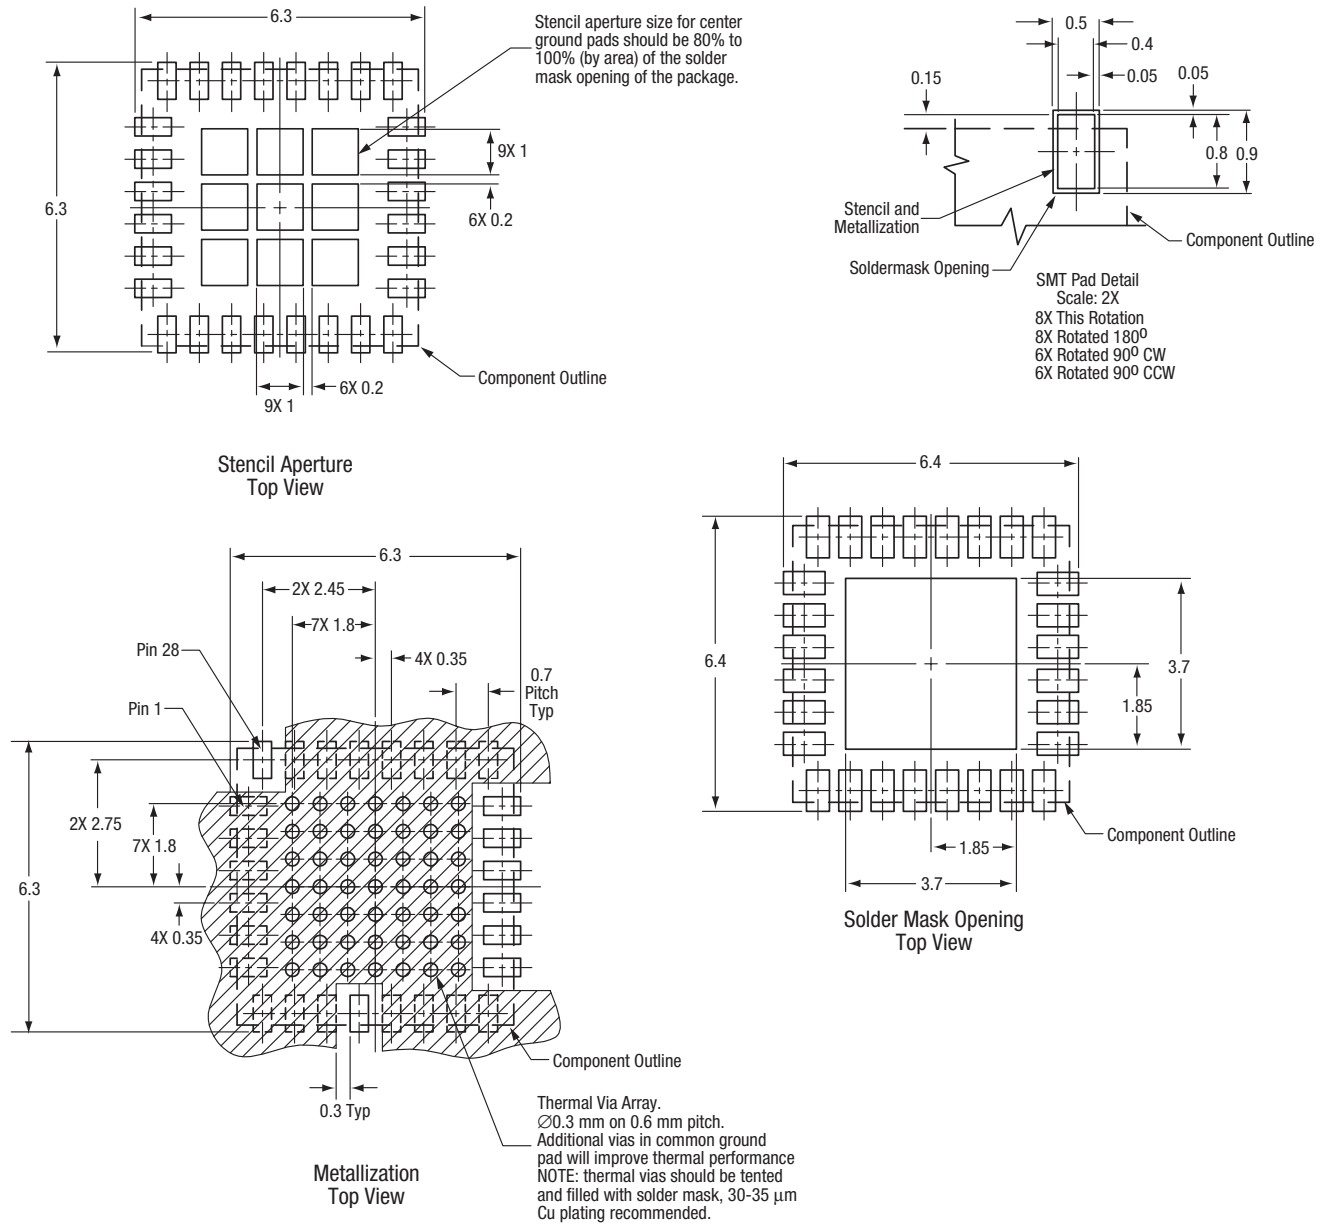 6.3
Stencil aperture size for center
ground pads should be 80% to
100% (by area) of the solder
mask opening of the package.
6.3
9X 1
6X 0.2
6X 0.2
9X 1
Component Outline
Stencil Aperture
Top View
0.5
0.4
0.05
0.05
0.15
0.8
0.9
Stencil and
Metallization
Soldermask Opening
Component Outline
SMT Pad Detail
Scale: 2X
8X This Rotation
8X Rotated 180º
6X Rotated 90º CW
6X Rotated 90º CCW
6.3
2X 2.45
7X 1.8
4X 0.35
0.7
Pitch
Typ
Pin 28
Pin 1
2X 2.75
7X 1.8
6.3
4X 0.35
0.3 Typ
Component Outline
Thermal Via Array.
∅0.3 mm on 0.6 mm pitch.
Additional vias in common ground
pad will improve thermal performance
NOTE: thermal vias should be tented
and filled with solder mask, 30-35 μm
Cu plating recommended.
Metallization
Top View
6.4
6.4
3.7
1.85
1.85
3.7
Component Outline
Solder Mask Opening
Top View